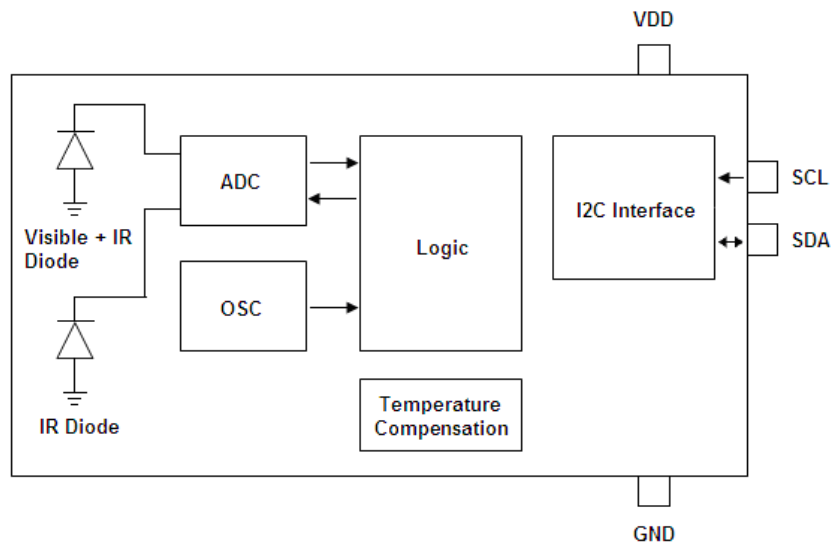 VDD
ADC
Visible + IR
Diode
Logic
I2C Interface
SCL
SDA
OSC
IR Diode
Temperature
Compensation
GND